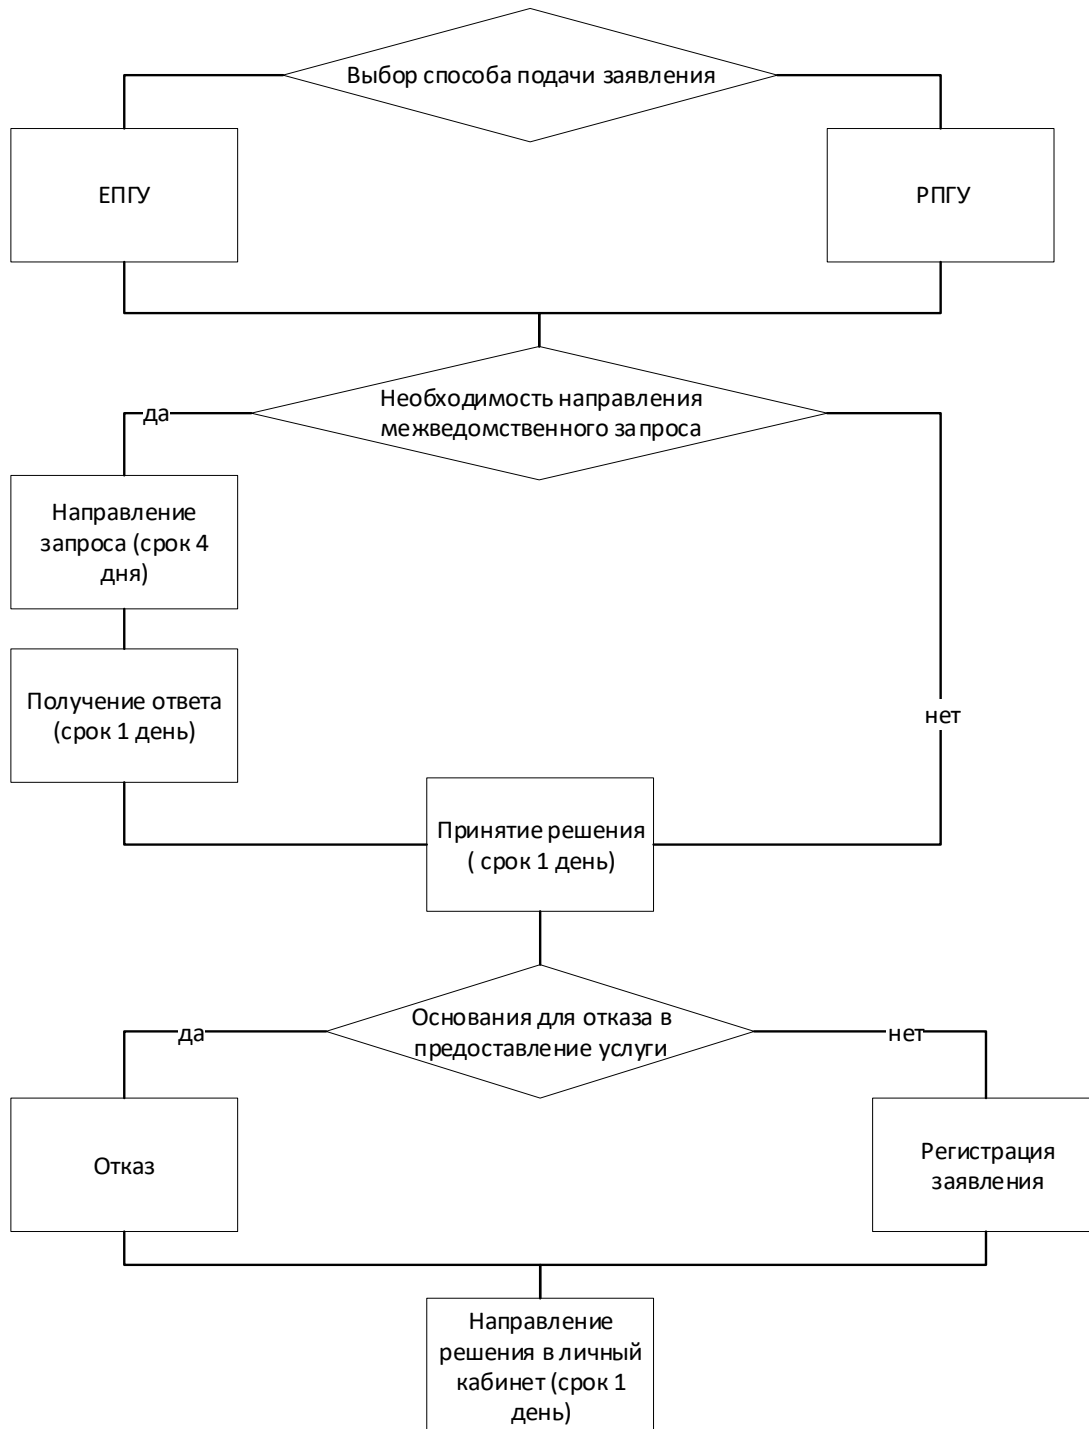 Выбор способа подачи заявления
ЕПГУ
РПГУ
Необходимость направления
межведомственного запроса
да
Направление
запроса (срок 4
дня)
Получение ответа
(срок 1 день)
нет
Принятие решения
( срок 1 день)
Основания для отказа в
предоставление услуги
да
нет
Отказ
Регистрация
заявления
Направление
решения в личный
кабинет (срок 1
день)